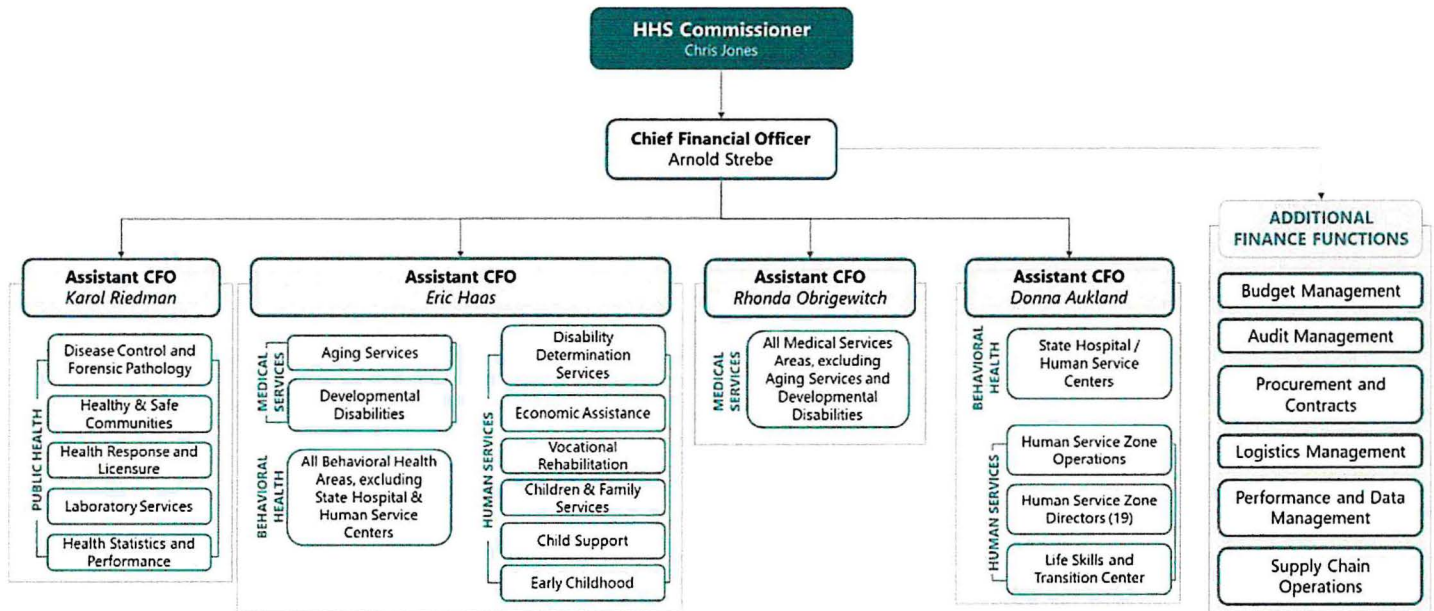 HHS Commissioner
Chris Jones
Chief Financial Officer
Arnold Strebe
Assistant CFO
Karol Riedman
PUBLIC HEALTH
Disease Control and
Forensic Pathology
Healthy & Safe
Communities
Health Response and
Licensure
Laboratory Services
Health Statistics and
Performance
Assistant CFO
Eric Haas
MEDICAL
SERVICES
Aging Services
Developmental
Disabilities
BEHAVIORAL
HEALTH
All Behavioral Health
Areas, excluding
State Hospital &
Human Service
Centers
HUMAN SERVICES
Disability
Determination
Services
Economic Assistance
Vocational
Rehabilitation
Children & Family
Services
Child Support
Early Childhood
Assistant CFO
Rhonda Obrigewitch
MEDICAL
SERVICES
All Medical Services
Areas, excluding
Aging Services and
Developmental
Disabilities
Assistant CFO
Donna Aukland
BEHAVIORAL
HEALTH
State Hospital /
Human Service
Centers
HUMAN SERVICES
Human Service Zone
Operations
Human Service Zone
Directors (19)
Life Skills and
Transition Center
ADDITIONAL
FINANCE FUNCTIONS
Budget Management
Audit Management
Procurement and
Contracts
Logistics Management
Performance and Data
Management
Supply Chain
Operations